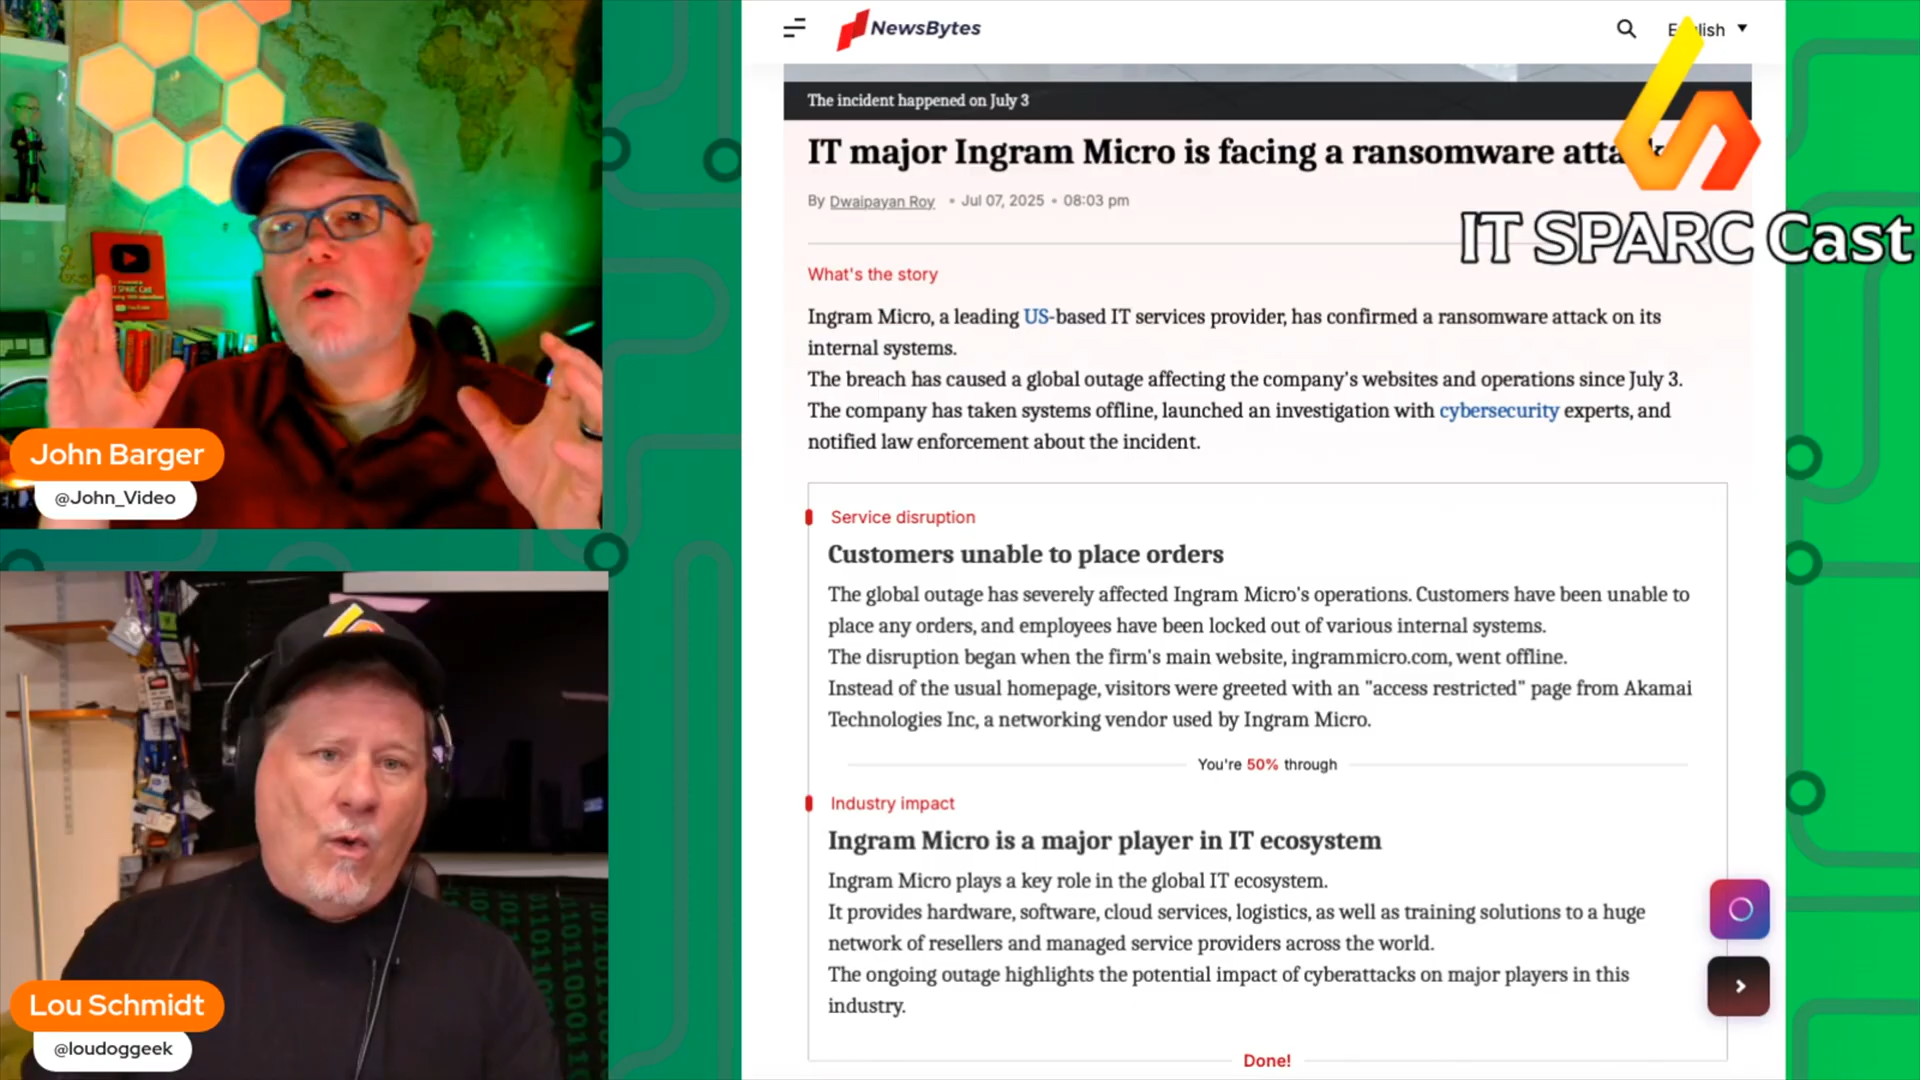 John Barger
@John_Video
Lou Schmidt
@loudoggeek
NewsBytes
The incident happened on July 3
IT major Ingram Micro is facing a ransomware
By Dwaipayan Roy • Jul 07, 2025 • 08:03 pm
IT SPARC Cast
What's the story
Ingram Micro, a leading US-based IT services provider, has confirmed a ransomware attack on its
internal systems.
The breach has caused a global outage affecting the company's websites and operations since July 3.
The company has taken systems offline, launched an investigation with cybersecurity experts, and
notified law enforcement about the incident.
Service disruption
Customers unable to place orders
The global outage has severely affected Ingram Micro's operations. Customers have been unable to
place any orders, and employees have been locked out of various internal systems.
The disruption began when the firm's main website, ingrammicro.com, went offline.
Instead of the usual homepage, visitors were greeted with an "access restricted" page from Akamai
Technologies Inc, a networking vendor used by Ingram Micro.
You're 50% through
Industry impact
Ingram Micro is a major player in IT ecosystem
Ingram Micro plays a key role in the global IT ecosystem.
It provides hardware, software, cloud services, logistics, as well as training solutions to a huge
network of resellers and managed service providers across the world.
The ongoing outage highlights the potential impact of cyberattacks on major players in this
industry.
Done!